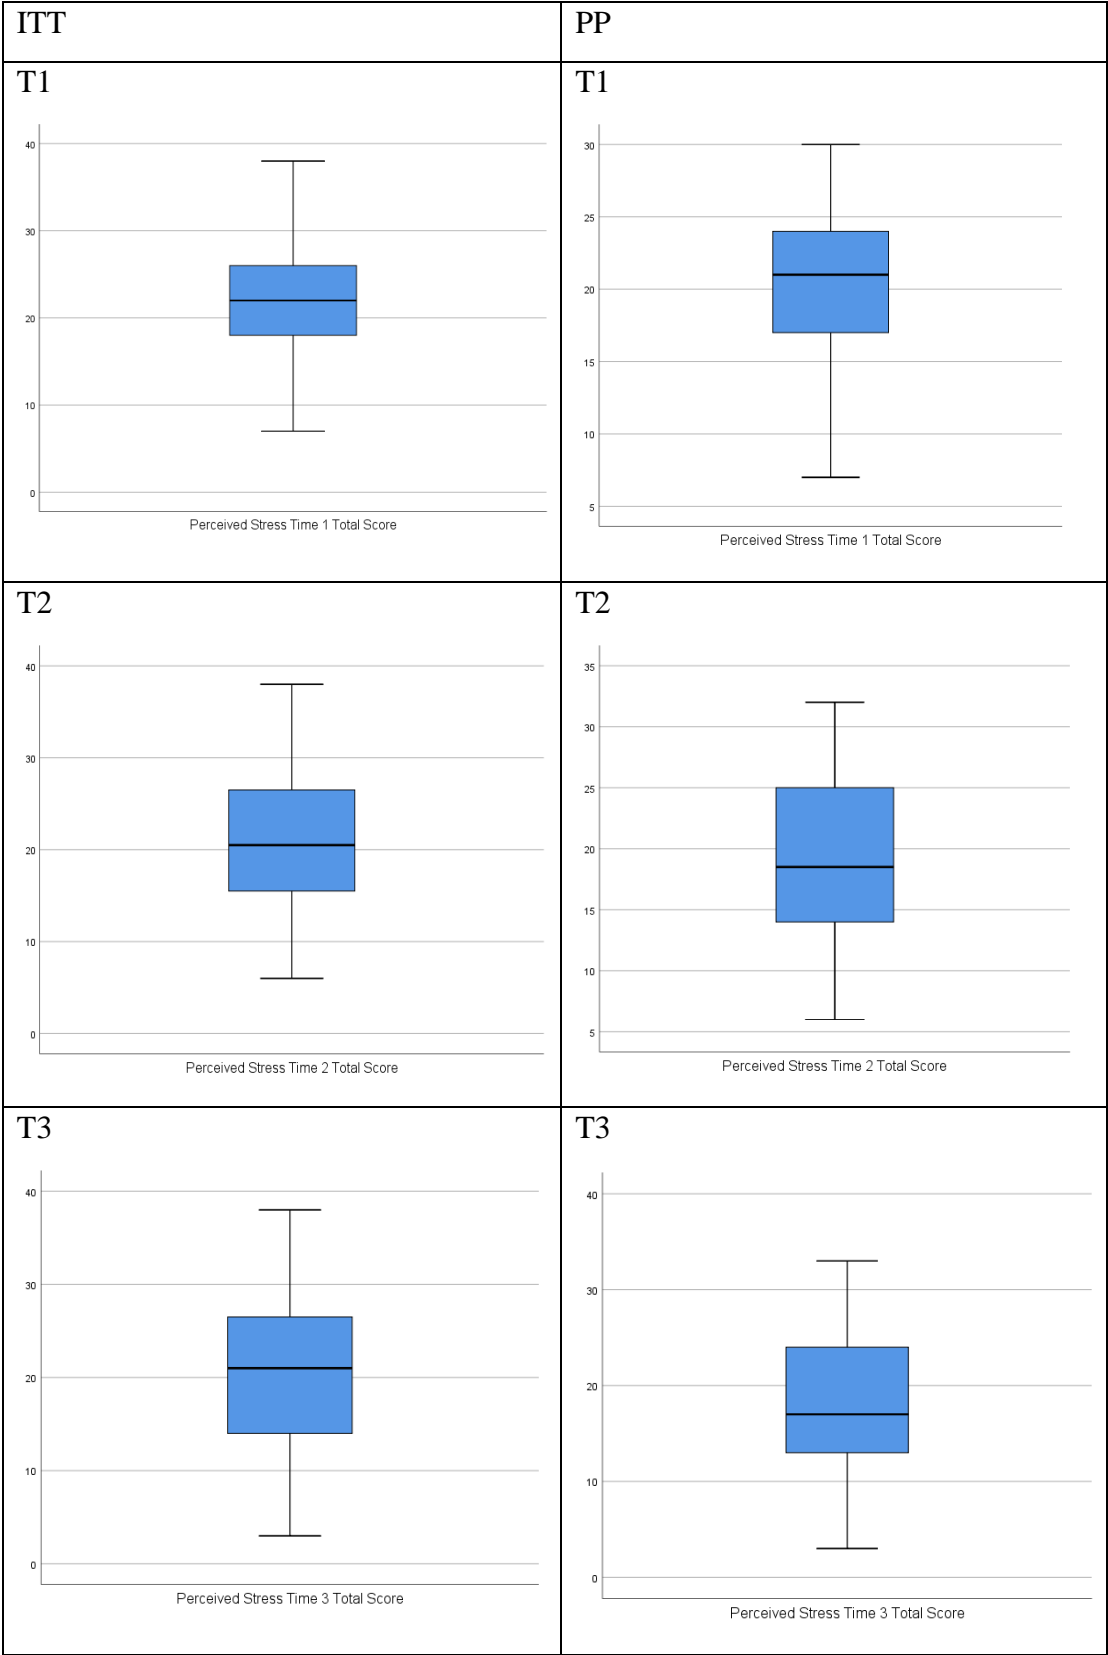 ITT
PP
T1
40
30
20
10
0
Perceived Stress Time 1 Total Score
T1
30
25
20
15
10
5
Perceived Stress Time 1 Total Score
T2
40
30
20
10
0
Perceived Stress Time 2 Total Score
T2
35
30
25
20
15
10
5
Perceived Stress Time 2 Total Score
T3
40
30
20
10
0
Perceived Stress Time 3 Total Score
T3
40
30
20
10
0
Perceived Stress Time 3 Total Score